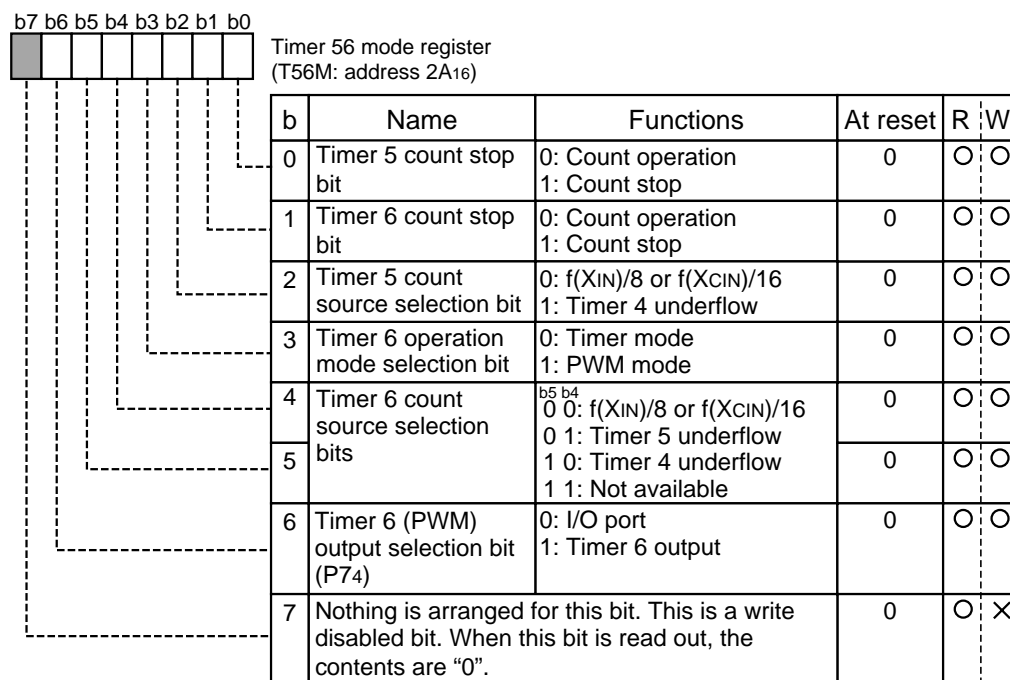 b7 b6 b5 b4 b3 b2 b1 b0
Timer 56 mode register
(T56M: address 2A16)
b Name Functions At reset R W
0 Timer 5 count stop bit 0: Count operation 0 O O
1: Count stop
1 Timer 6 count stop bit 0: Count operation 0 O O
1: Count stop
2 Timer 5 count source selection bit 0: f(XIN)/8 or f(XCIN)/16 0 O O
1: Timer 4 underflow
3 Timer 6 operation mode selection bit 0: Timer mode 0 O O
1: PWM mode
4 Timer 6 count source selection bits b5 b4
0 0: f(XIN)/8 or f(XCIN)/16 0 O O
0 1: Timer 5 underflow
5 1 0: Timer 4 underflow 0 O O
1 1: Not available
6 Timer 6 (PWM) output selection bit (P74) 0: I/O port 0 O O
1: Timer 6 output
7 Nothing is arranged for this bit. This is a write 0 O ×
disabled bit. When this bit is read out, the
contents are “0”.